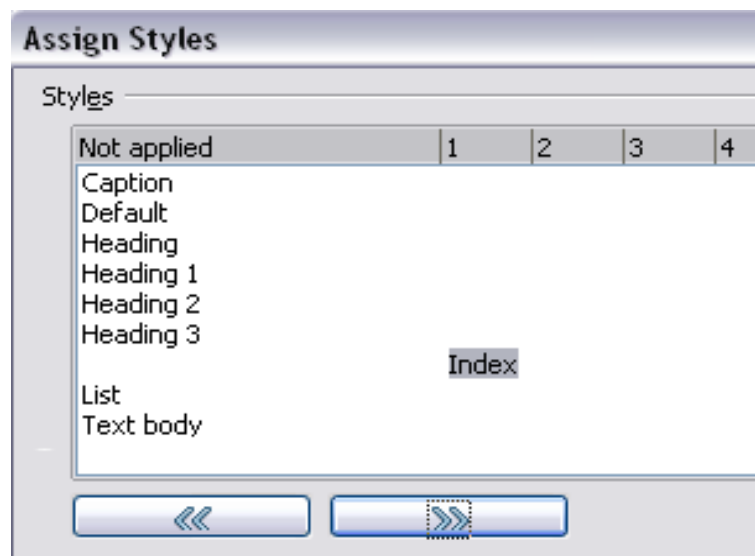 Assign Styles
Styles
Not applied 1 2 3 4
Caption
Default
Heading
Heading 1
Heading 2
Heading 3
Index
List
Text body